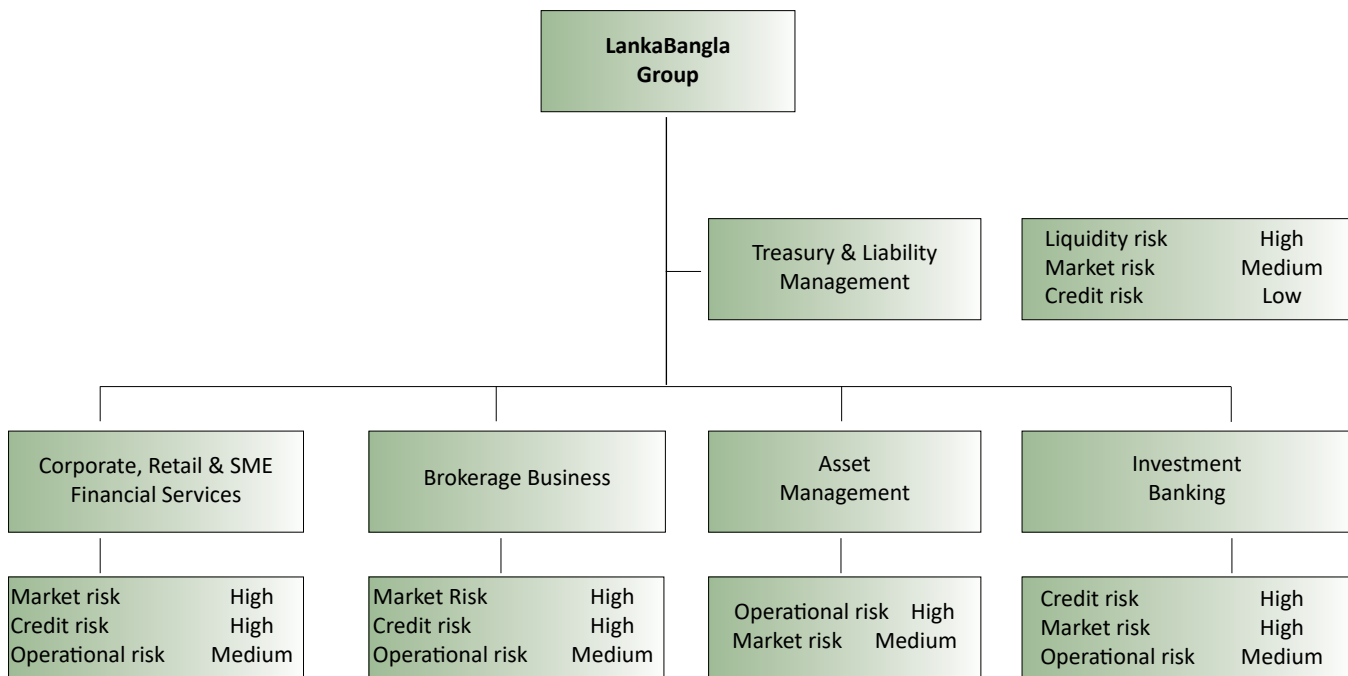 LankaBangla
Group
Treasury & Liability
Management
Liquidity risk High
Market risk Medium
Credit risk Low
Corporate, Retail & SME
Financial Services
Brokerage Business
Asset
Management
Investment
Banking
Market risk High
Credit risk High
Operational risk Medium
Market Risk High
Credit risk High
Operational risk Medium
Operational risk High
Market risk Medium
Credit risk High
Market risk High
Operational risk Medium